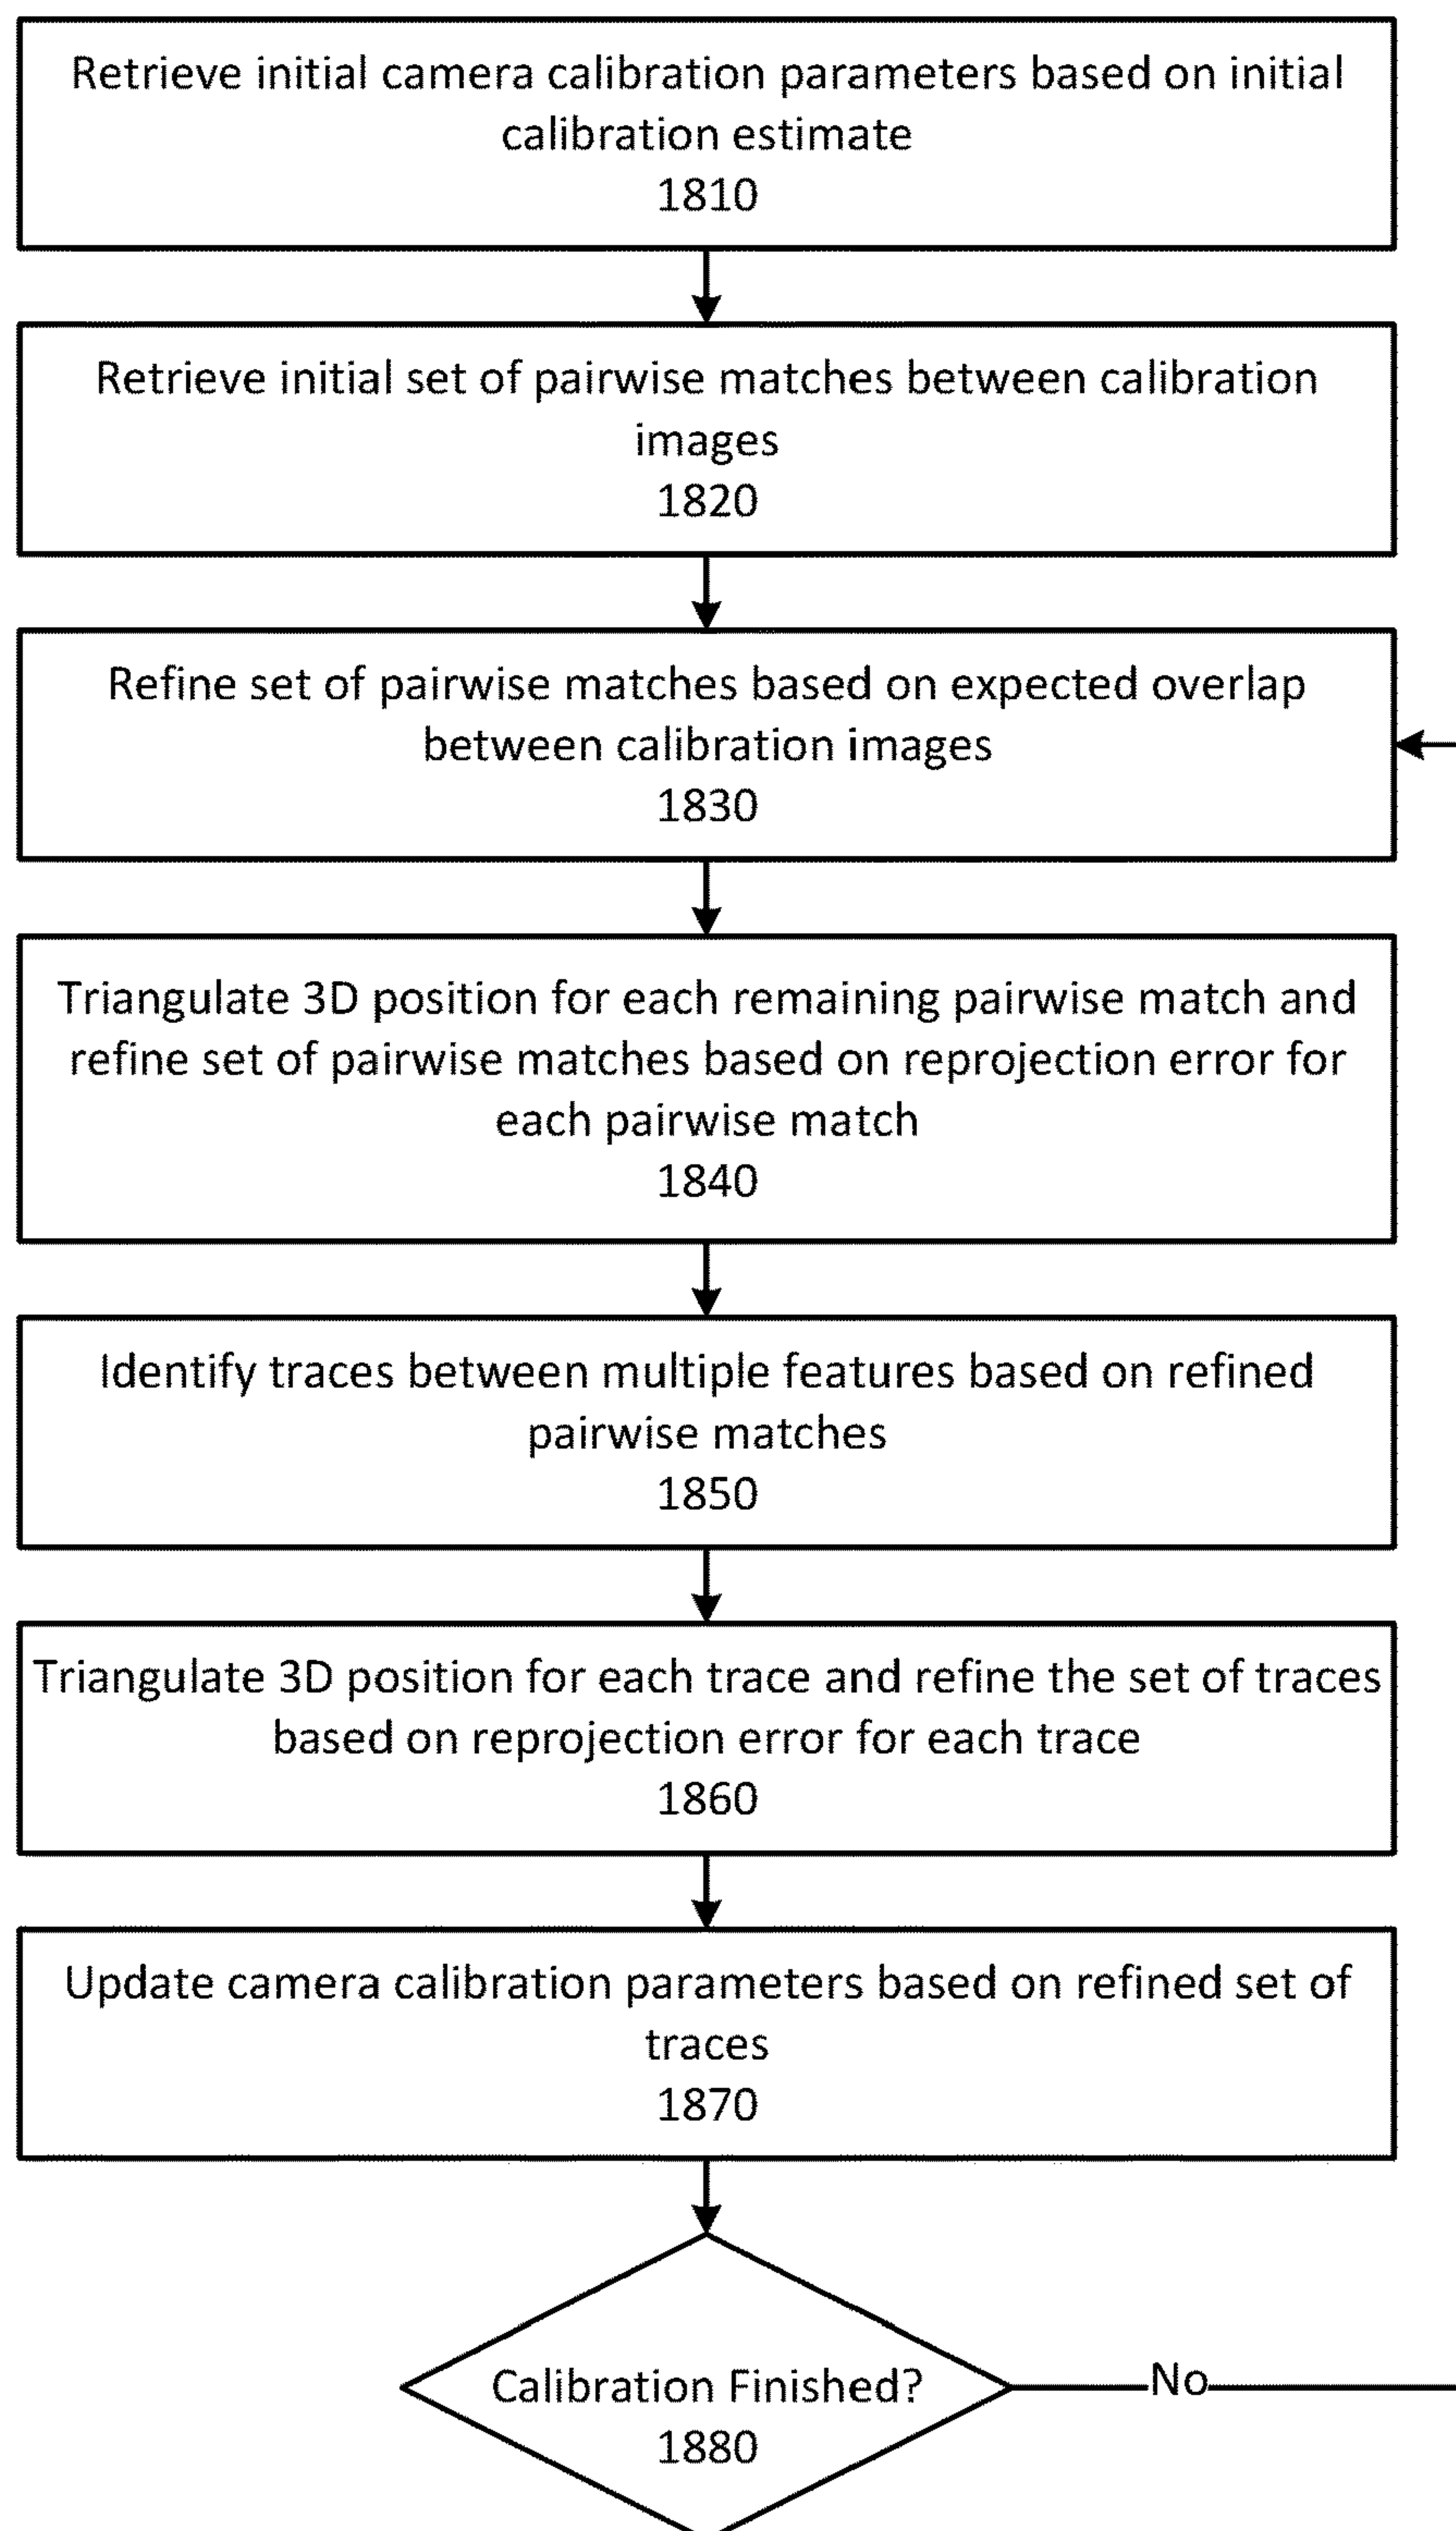 Retrieve initial camera calibration parameters based on initial
calibration estimate
1810
Retrieve initial set of pairwise matches between calibration
images
1820
Refine set of pairwise matches based on expected overlap
between calibration images
1830
Triangulate 3D position for each remaining pairwise match and
refine set of pairwise matches based on reprojection error for
each pairwise match
1840
Identify traces between multiple features based on refined
pairwise matches
1850
Triangulate 3D position for each trace and refine the set of traces
based on reprojection error for each trace
1860
Update camera calibration parameters based on refined set of
traces
1870
Calibration Finished?
1880
No